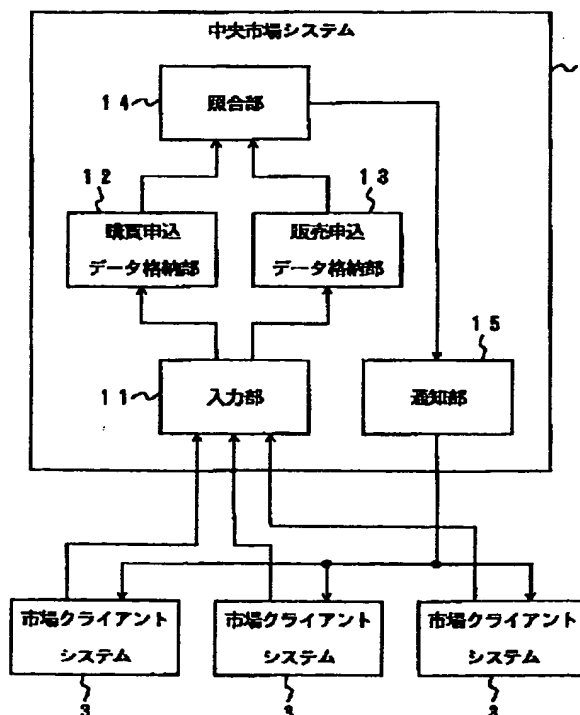 中央市場システム
14
照合部
12
13
購買申込
データ格納部
販売申込
データ格納部
15
11
入力部
通知部
市場クライアント
システム
市場クライアント
システム
市場クライアント
システム
3
3
3